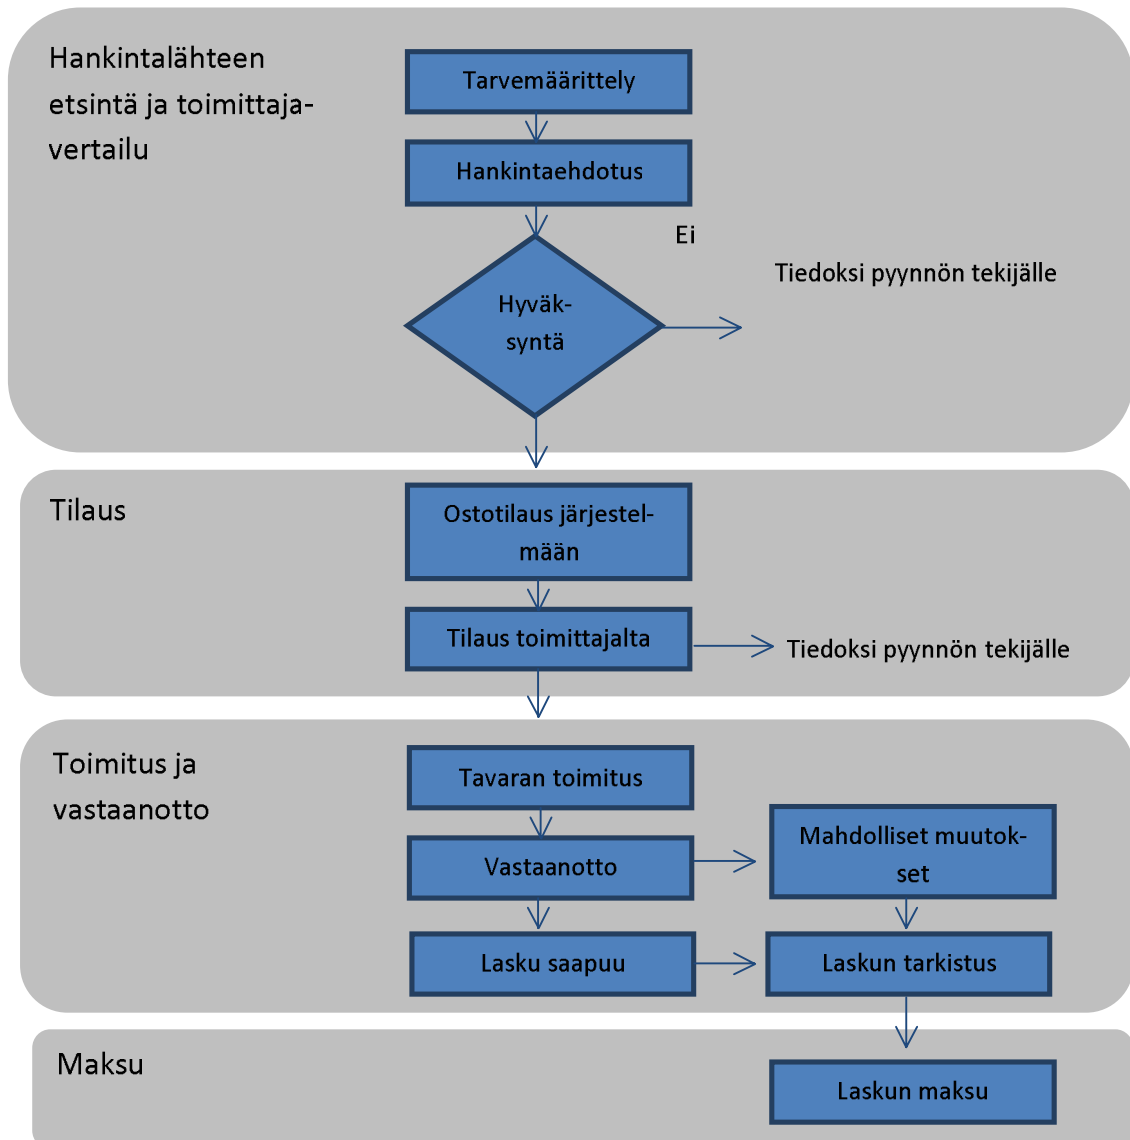 Hankintalähteen
etsintä ja toimittaja-
vertailu
Tarvemäärittely
Hankintaehdotus
Ei
Tiedoksi pyynnön tekijälle
Hyväk-
syntä
Tilaus
Ostotilaus järjestel-
mään
Tilaus toimittajalta
Tiedoksi pyynnön tekijälle
Toimitus ja
vastaanotto
Tavaran toimitus
Vastaanotto
Mahdolliset muutok-
set
Lasku saapuu
Laskun tarkistus
Maksu
Laskun maksu